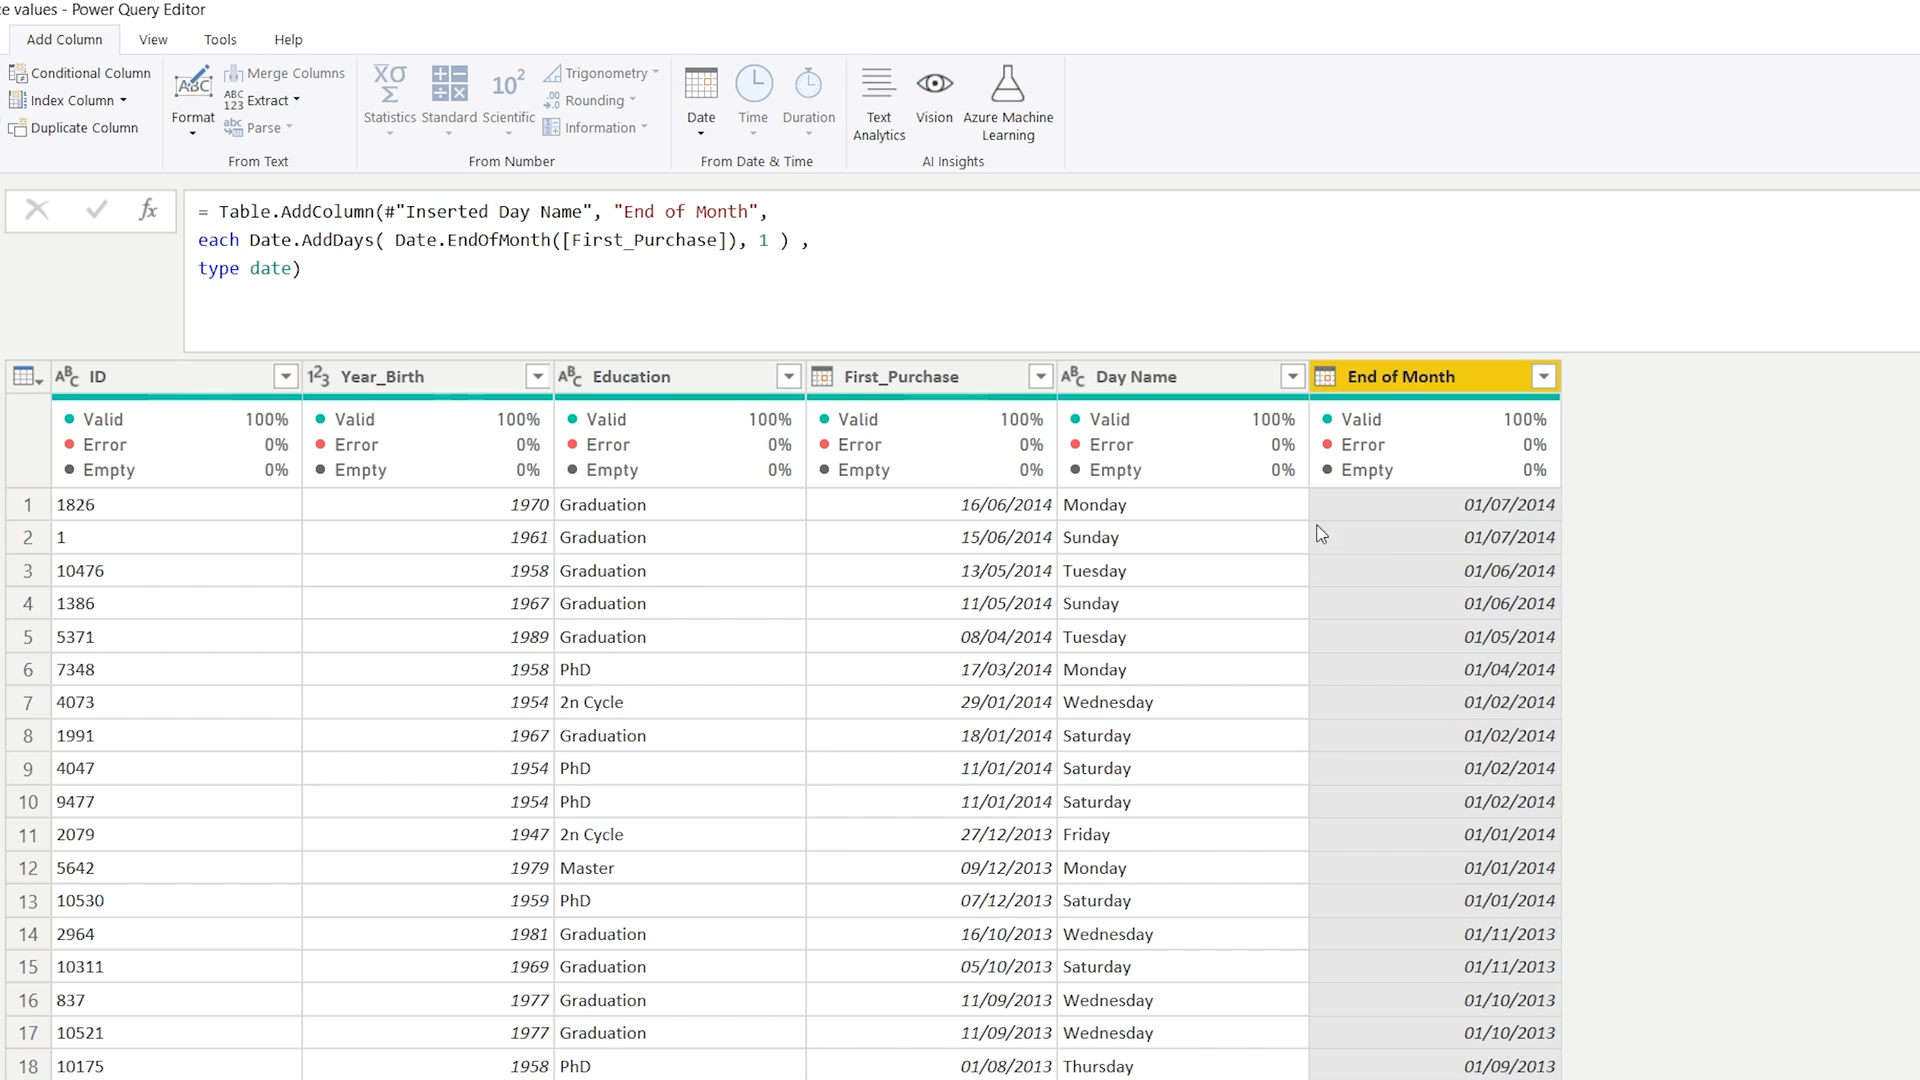 ce values - Power Query Editor
Add Column View Tools Help
Conditional Column
Index Column
Duplicate Column
ABC
Format
Merge Columns
ABC
123 Extract
abc Parse
From Text
XO
Σ
Statistics
Standard
10²
Scientific
Trigonometry
.00
→.0 Rounding
Information
From Number
Date
Time
Duration
From Date & Time
Text
Analytics
Vision
Azure Machine
Learning
AI Insights
fx
= Table.AddColumn(#"Inserted Day Name", "End of Month",
each Date.AddDays( Date.EndOfMonth([First_Purchase]), 1 ) ,
type date)
ABC ID 123 Year_Birth ABC Education First_Purchase ABC Day Name End of Month
Valid 100% Valid 100% Valid 100% Valid 100% Valid 100% Valid 100%
Error 0% Error 0% Error 0% Error 0% Error 0% Error 0%
Empty 0% Empty 0% Empty 0% Empty 0% Empty 0% Empty 0%
1 1826 1970 Graduation 16/06/2014 Monday 01/07/2014
2 1 1961 Graduation 15/06/2014 Sunday 01/07/2014
3 10476 1958 Graduation 13/05/2014 Tuesday 01/06/2014
4 1386 1967 Graduation 11/05/2014 Sunday 01/06/2014
5 5371 1989 Graduation 08/04/2014 Tuesday 01/05/2014
6 7348 1958 PhD 17/03/2014 Monday 01/04/2014
7 4073 1954 2n Cycle 29/01/2014 Wednesday 01/02/2014
8 1991 1967 Graduation 18/01/2014 Saturday 01/02/2014
9 4047 1954 PhD 11/01/2014 Saturday 01/02/2014
10 9477 1954 PhD 11/01/2014 Saturday 01/02/2014
11 2079 1947 2n Cycle 27/12/2013 Friday 01/01/2014
12 5642 1979 Master 09/12/2013 Monday 01/01/2014
13 10530 1959 PhD 07/12/2013 Saturday 01/01/2014
14 2964 1981 Graduation 16/10/2013 Wednesday 01/11/2013
15 10311 1969 Graduation 05/10/2013 Saturday 01/11/2013
16 837 1977 Graduation 11/09/2013 Wednesday 01/10/2013
17 10521 1977 Graduation 11/09/2013 Wednesday 01/10/2013
18 10175 1958 PhD 01/08/2013 Thursday 01/09/2013